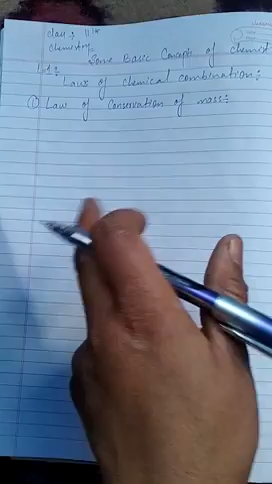 class : 11th
Chemistry
Some Basic Concepts of chemist
L-1 :
Laws of chemical combination :
① Law of Conservation of mass :